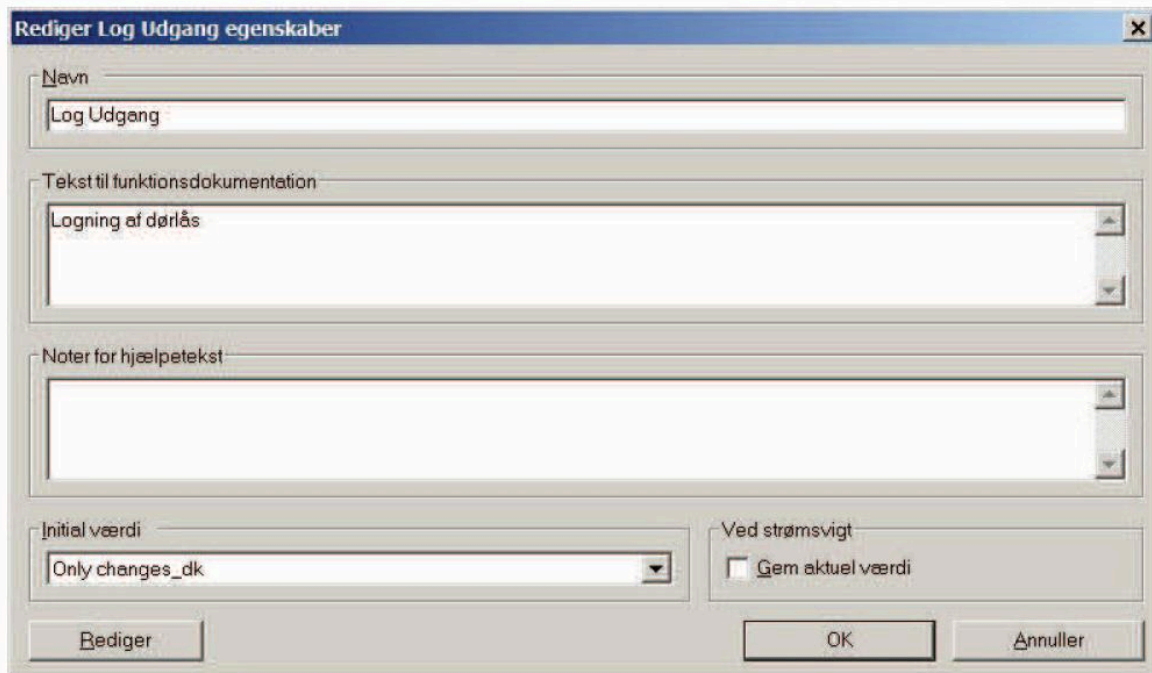 Rediger Log Udgang egenskaber
Navn
Log Udgang
Tekst til funktionsdokumentation
Logning af dørlås
Noter for hjælpetekst
Initial værdi
Ved strømsvigt
Only changes_dk
Gem aktuel værdi
Rediger
OK
Annuller